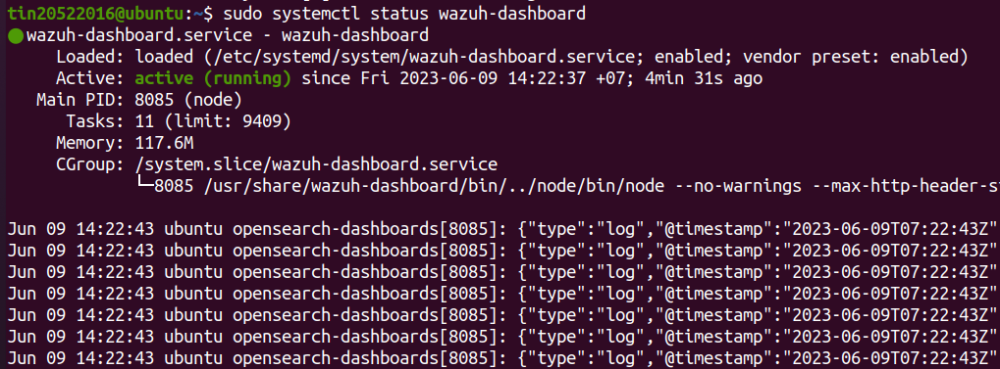 tin20522016@ubuntu:~$ sudo systemctl status wazuh-dashboard
wazuh-dashboard.service - wazuh-dashboard
Loaded: loaded (/etc/systemd/system/wazuh-dashboard.service; enabled; vendor preset: enabled)
Active: active (running) since Fri 2023-06-09 14:22:37 +07; 4min 31s ago
Main PID: 8085 (node)
Tasks: 11 (limit: 9409)
Memory: 117.6M
CGroup: /system.slice/wazuh-dashboard.service
└─8085 /usr/share/wazuh-dashboard/bin/../node/bin/node --no-warnings --max-http-header-s
Jun 09 14:22:43 ubuntu opensearch-dashboards[8085]: {"type":"log","@timestamp":"2023-06-09T07:22:43Z"
Jun 09 14:22:43 ubuntu opensearch-dashboards[8085]: {"type":"log","@timestamp":"2023-06-09T07:22:43Z"
Jun 09 14:22:43 ubuntu opensearch-dashboards[8085]: {"type":"log","@timestamp":"2023-06-09T07:22:43Z"
Jun 09 14:22:43 ubuntu opensearch-dashboards[8085]: {"type":"log","@timestamp":"2023-06-09T07:22:43Z"
Jun 09 14:22:43 ubuntu opensearch-dashboards[8085]: {"type":"log","@timestamp":"2023-06-09T07:22:43Z"
Jun 09 14:22:43 ubuntu opensearch-dashboards[8085]: {"type":"log","@timestamp":"2023-06-09T07:22:43Z"
Jun 09 14:22:43 ubuntu opensearch-dashboards[8085]: {"type":"log","@timestamp":"2023-06-09T07:22:43Z"